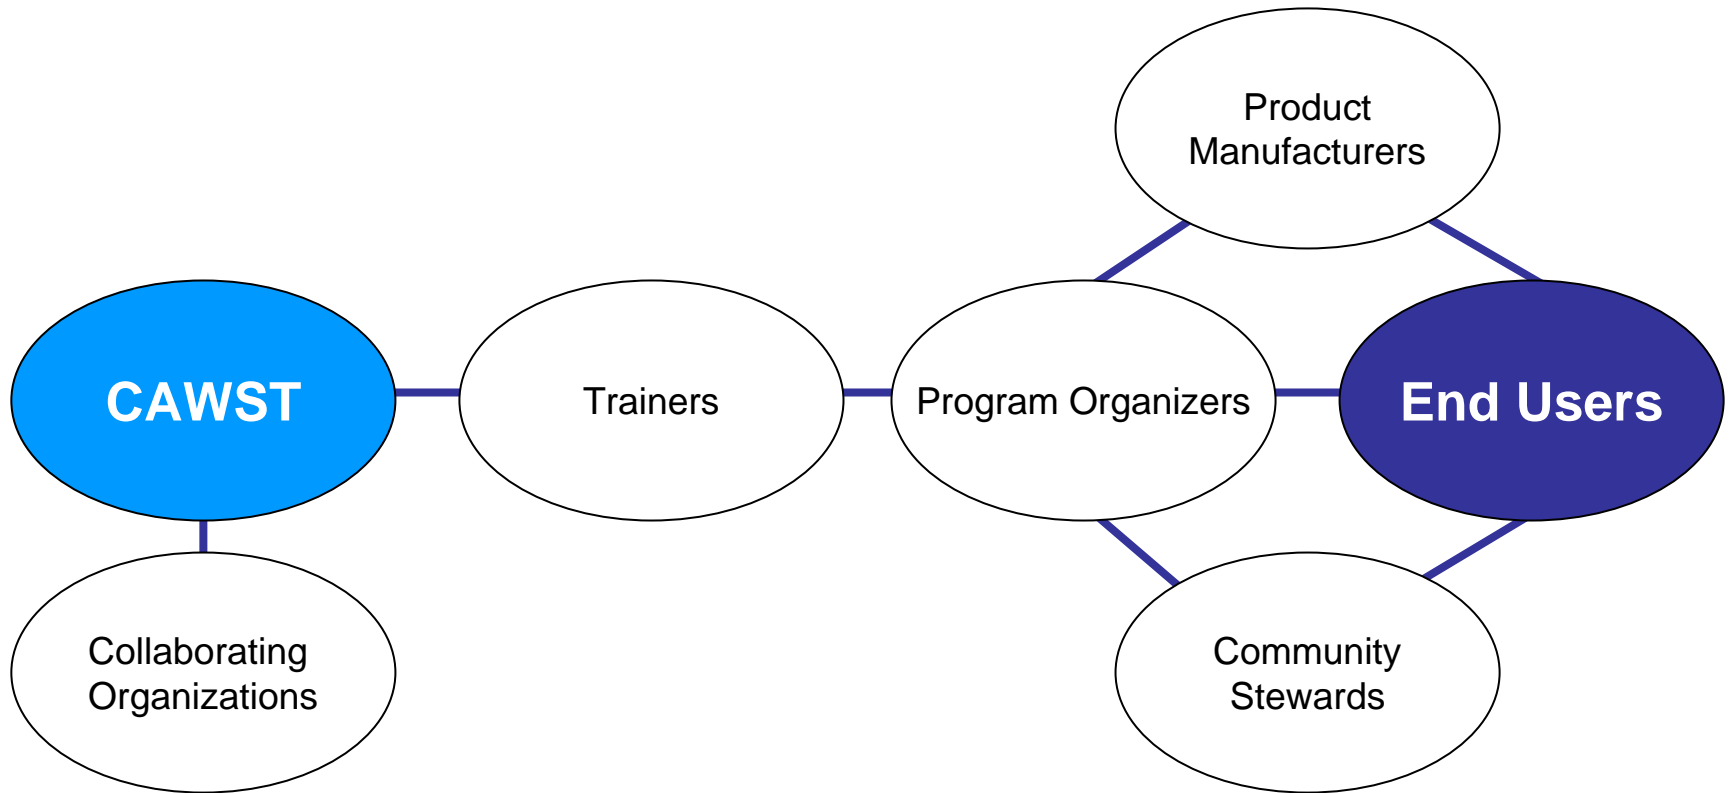 Product
Manufacturers
CAWST
Trainers
Program Organizers
End Users
Collaborating
Organizations
Community
Stewards